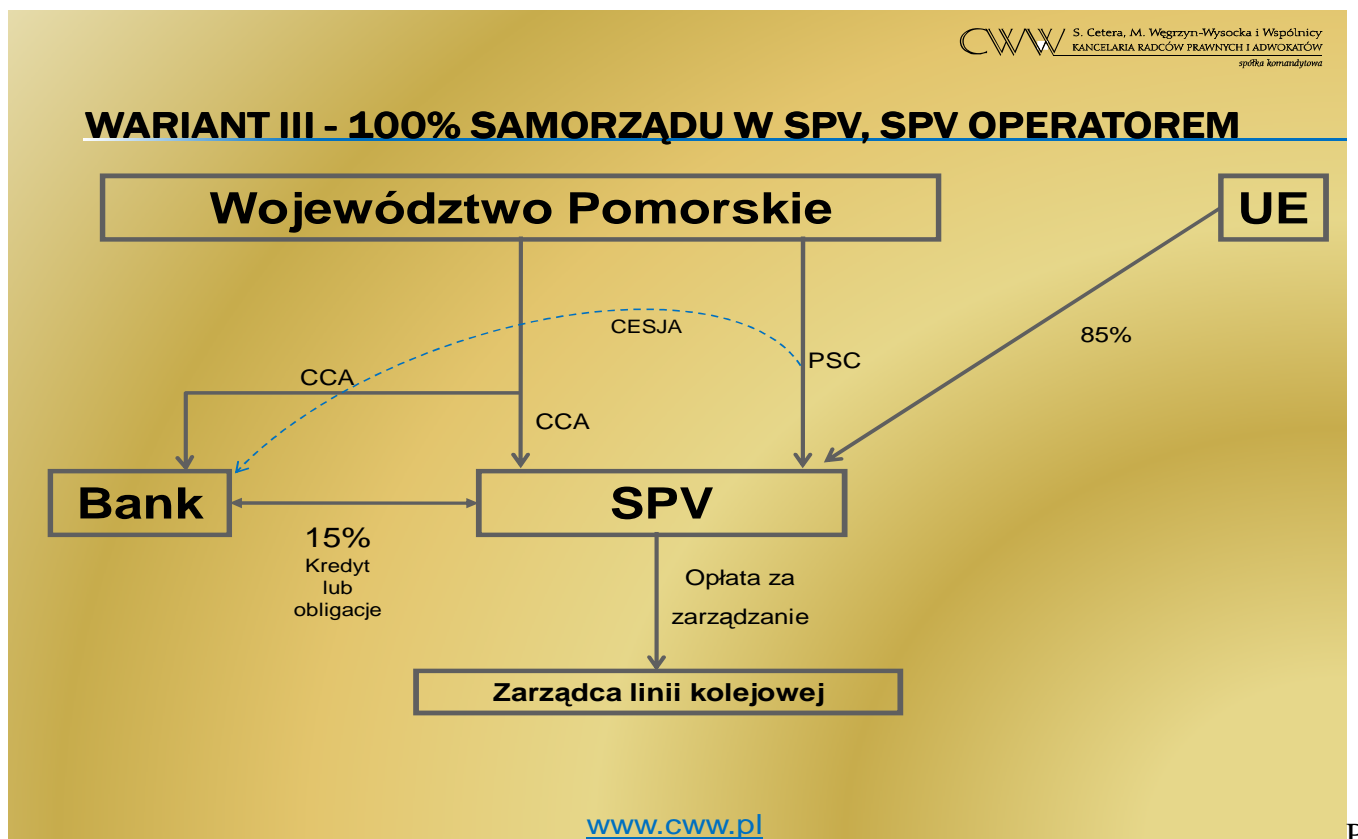 CWW S. Cetera, M. Węgrzyn-Wysocka i Wspólnicy
KANCELARIA RADCÓW PRAWNYCH I ADWOKATÓW
spółka komandytowa
WARIANT III - 100% SAMORZĄDU W SPV, SPV OPERATOREM
Województwo Pomorskie
UE
CESJA
85%
PSC
CCA
CCA
Bank
SPV
15%
Kredyt
lub
obligacje
Opłata za
zarządzanie
Zarządca linii kolejowej
www.cww.pl